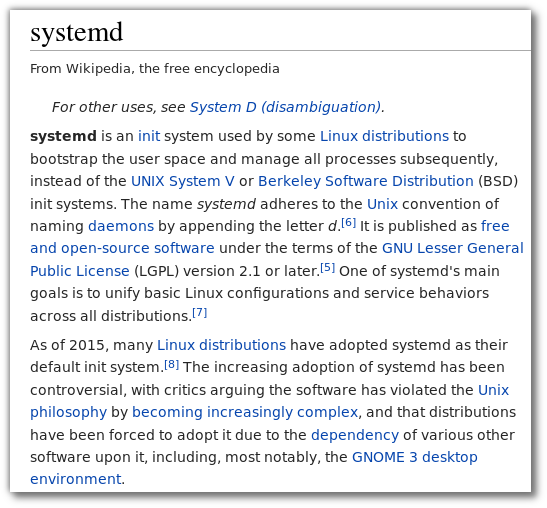 systemd
From Wikipedia, the free encyclopedia
For other uses, see System D (disambiguation).
systemd is an init system used by some Linux distributions to
bootstrap the user space and manage all processes subsequently,
instead of the UNIX System V or Berkeley Software Distribution (BSD)
init systems. The name systemd adheres to the Unix convention of
naming daemons by appending the letter d.[6] It is published as free
and open-source software under the terms of the GNU Lesser General
Public License (LGPL) version 2.1 or later.[5] One of systemd's main
goals is to unify basic Linux configurations and service behaviors
across all distributions.[7]
As of 2015, many Linux distributions have adopted systemd as their
default init system.[8] The increasing adoption of systemd has been
controversial, with critics arguing the software has violated the Unix
philosophy by becoming increasingly complex, and that distributions
have been forced to adopt it due to the dependency of various other
software upon it, including, most notably, the GNOME 3 desktop
environment.